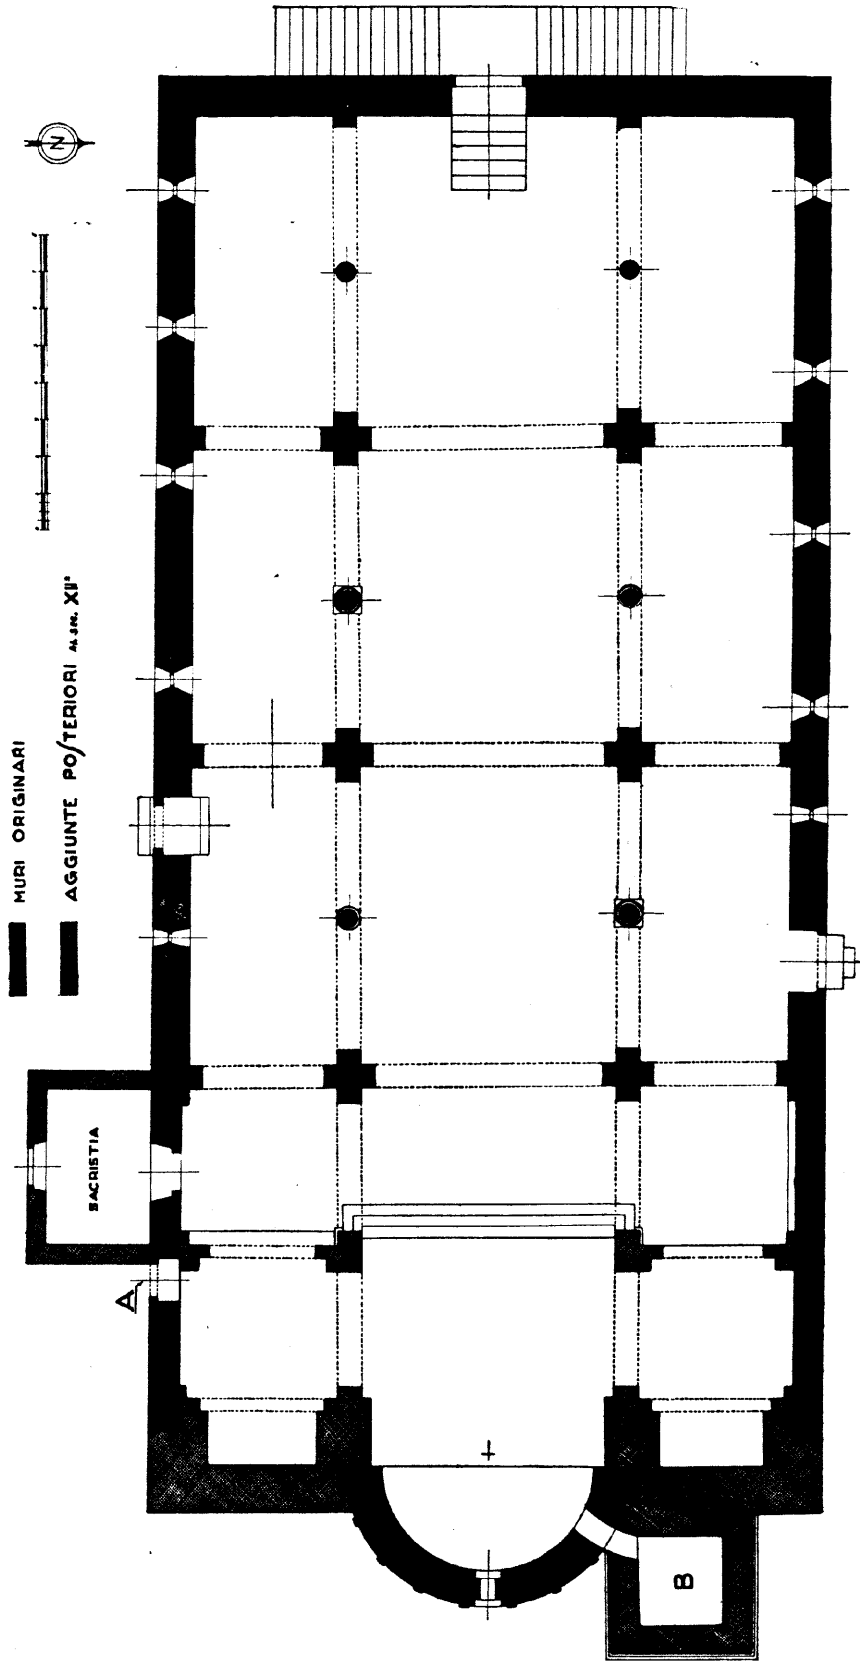 N
MURI ORIGINARI
AGGIUNTE POSTERIORI AL SEC. XII°
SACRISTIA
A
B